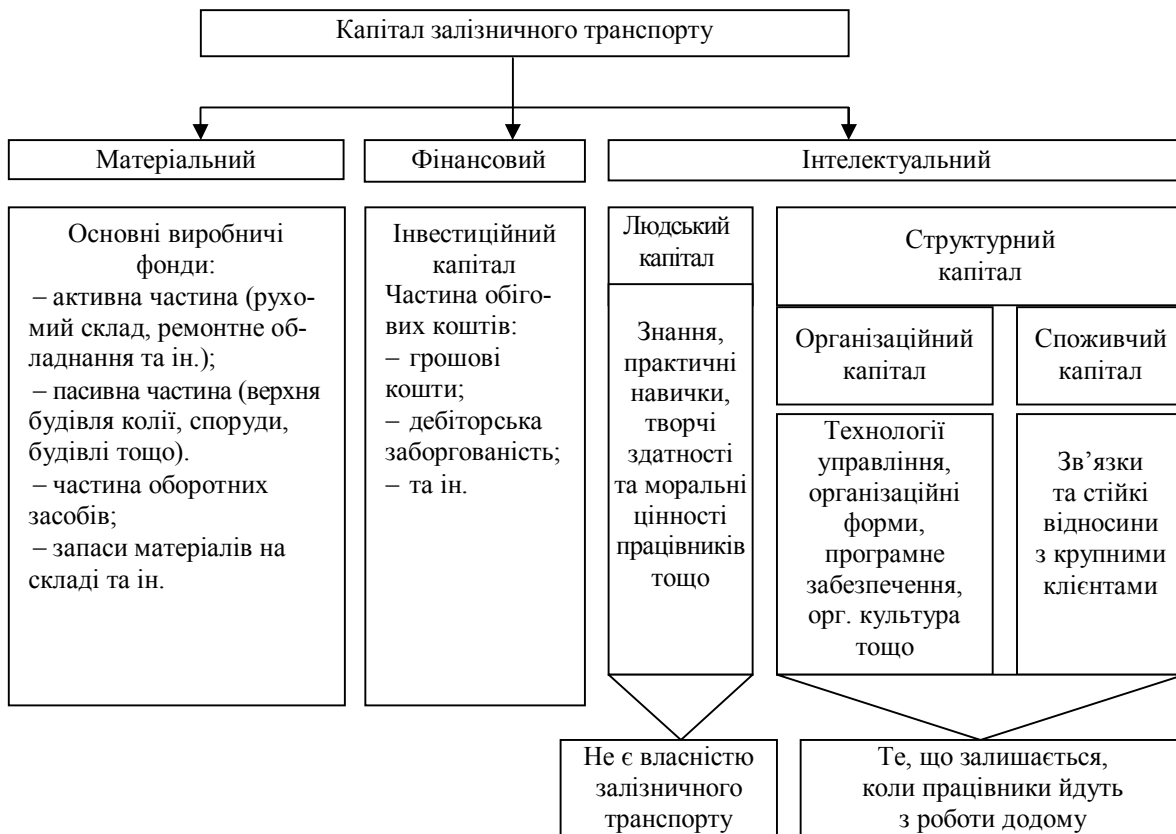 Капітал залізничного транспорту
Матеріальний
Фінансовий
Інтелектуальний
Основні виробничі
фонди:
– активна частина (рухо-
мий склад, ремонтне об-
ладнання та ін.);
– пасивна частина (верхня
будівля колії, споруди,
будівлі тощо).
– частина оборотних
засобів;
– запаси матеріалів на
складі та ін.
Інвестиційний
капітал
Частина обіго-
вих коштів:
– грошові
кошти;
– дебіторська
заборгованість;
– та ін.
Людський
капітал
Знання,
практичні
навички,
творчі
здатності
та моральні
цінності
працівників
тощо
Структурний
капітал
Організаційний
капітал
Технології
управління,
організаційні
форми,
програмне
забезпечення,
орг. культура
тощо
Споживчий
капітал
Зв’язки
та стійкі
відносини
з крупними
клієнтами
Не є власністю
залізничного
транспорту
Те, що залишається,
коли працівники йдуть
з роботи додому